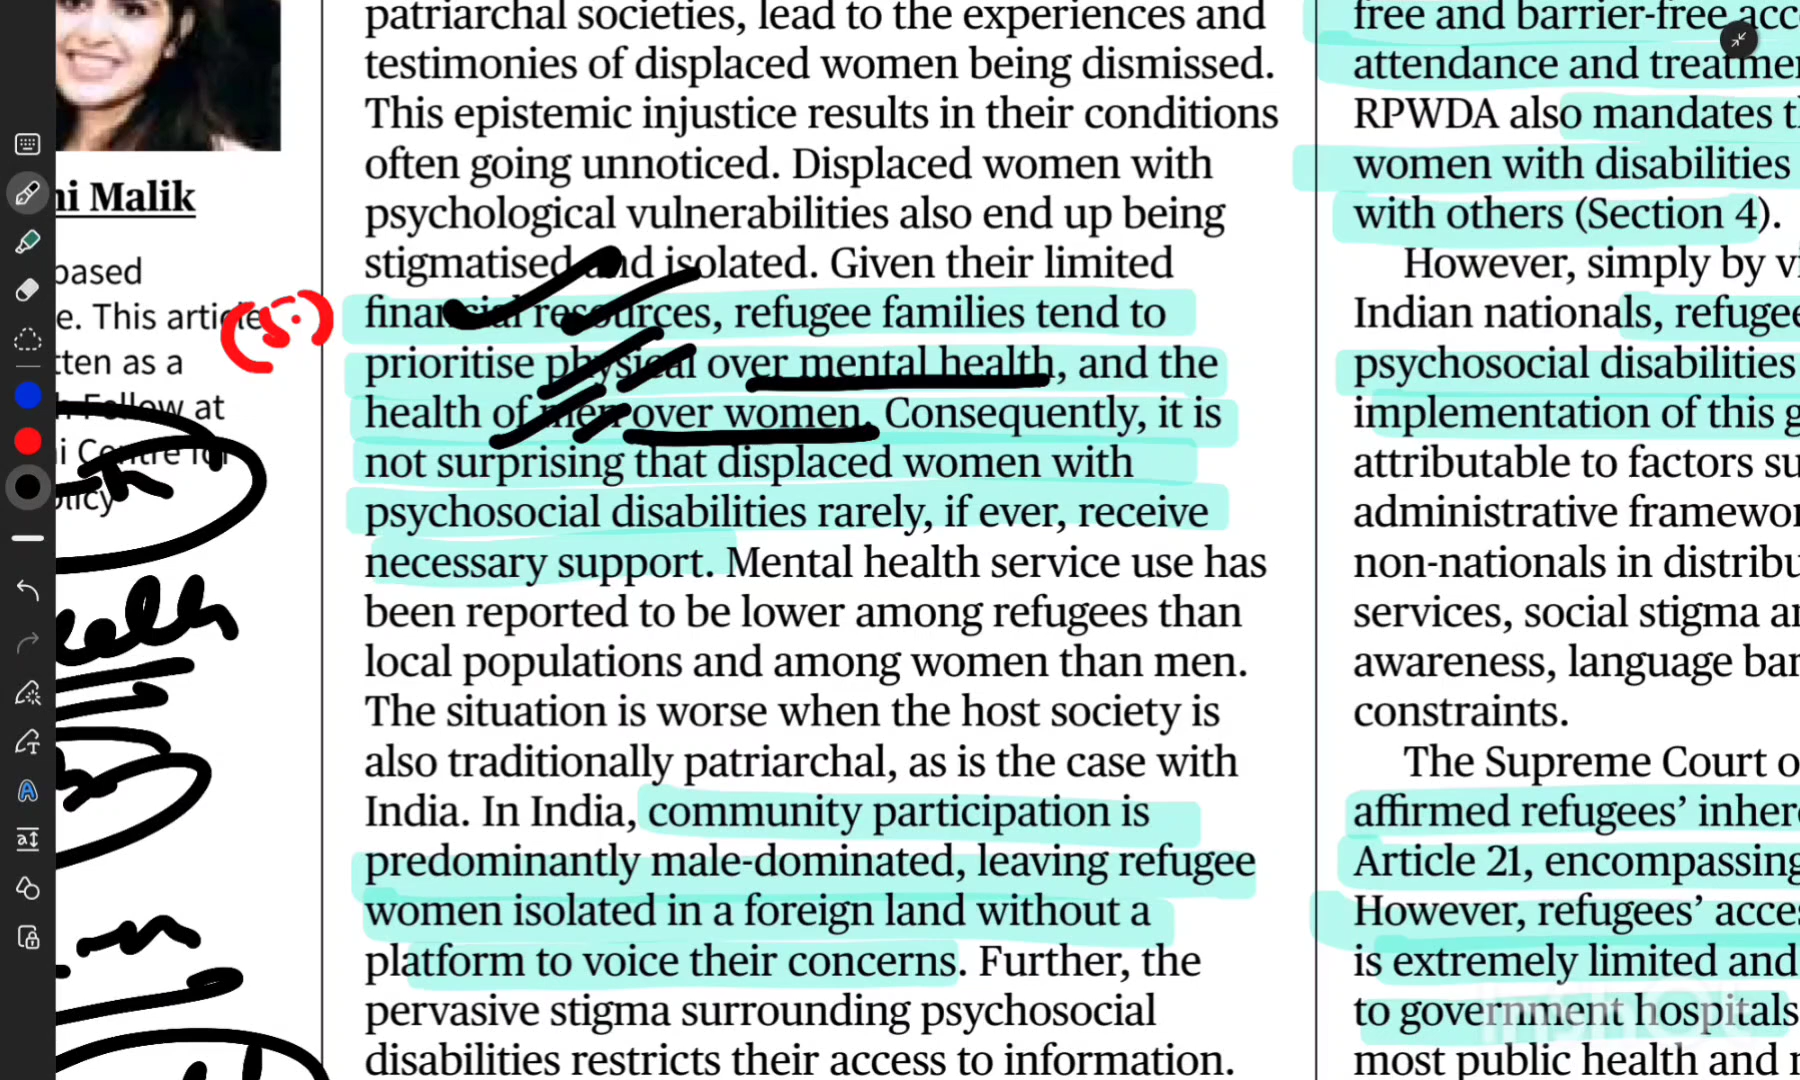 ni Malik
based
e. This article
tten as a
h Fellow at
i Centre for
olicy
patriarchal societies, lead to the experiences and
testimonies of displaced women being dismissed.
This epistemic injustice results in their conditions
often going unnoticed. Displaced women with
psychological vulnerabilities also end up being
stigmatised and isolated. Given their limited
financial resources, refugee families tend to
prioritise physical over mental health, and the
health of men over women. Consequently, it is
not surprising that displaced women with
psychosocial disabilities rarely, if ever, receive
necessary support. Mental health service use has
been reported to be lower among refugees than
local populations and among women than men.
The situation is worse when the host society is
also traditionally patriarchal, as is the case with
India. In India, community participation is
predominantly male-dominated, leaving refugee
women isolated in a foreign land without a
platform to voice their concerns. Further, the
pervasive stigma surrounding psychosocial
disabilities restricts their access to information.
free and barrier-free acc
attendance and treatmen
RPWDA also mandates t
women with disabilities
with others (Section 4).
However, simply by vi
Indian nationals, refugee
psychosocial disabilities
implementation of this g
attributable to factors su
administrative framewor
non-nationals in distribu
services, social stigma an
awareness, language bar
constraints.
The Supreme Court o
affirmed refugees’ inhere
Article 21, encompassing
However, refugees’ acces
is extremely limited and
to government hospitals
most public health and